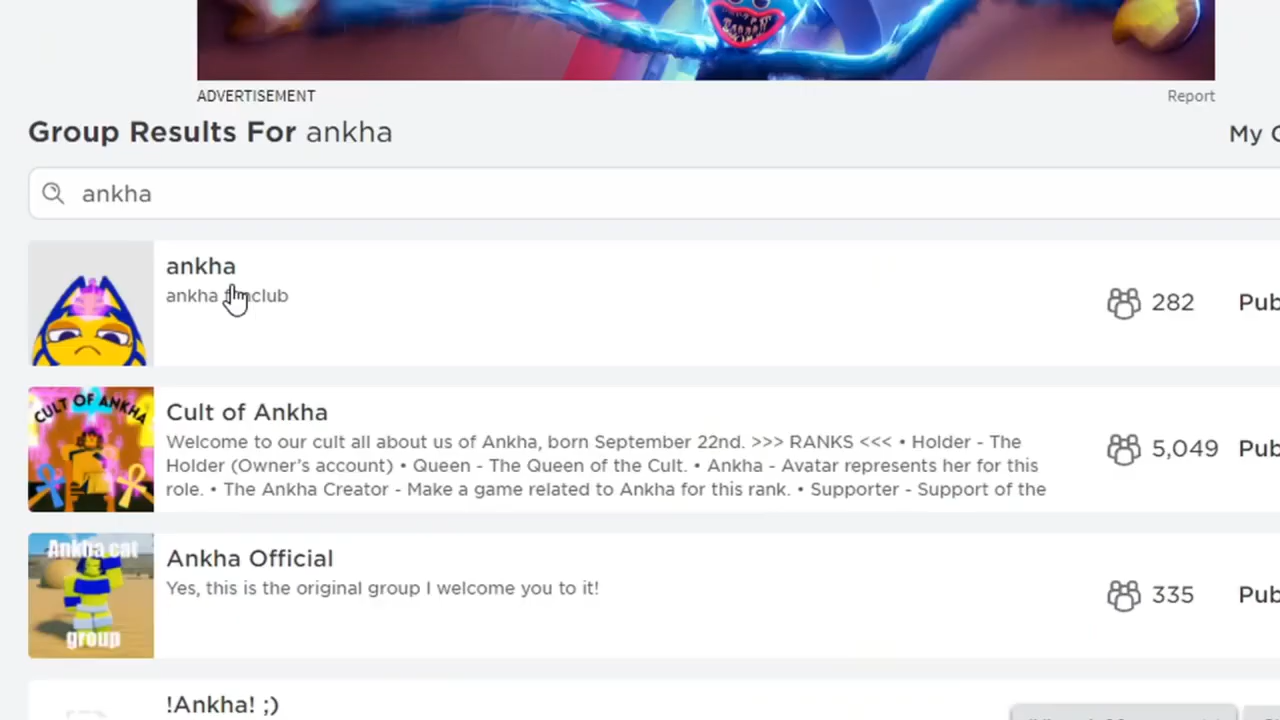 ADVERTISEMENT
Report
Group Results For ankha
My
ankha
ankha
ankha
282
Pub
CULT OF ANKHA
Cult of Ankha
Welcome to our cult all about us of Ankha, born September 22nd. >>> RANKS <<< • Holder - The
Holder (Owner's account) • Queen - The Queen of the Cult. • Ankha - Avatar represents her for this
role. • The Ankha Creator - Make a game related to Ankha for this rank. • Supporter - Support of the
5,049
Pub
Ankha cat
group
Ankha Official
Yes, this is the original group I welcome you to it!
335
Pub
!Ankha! ;)